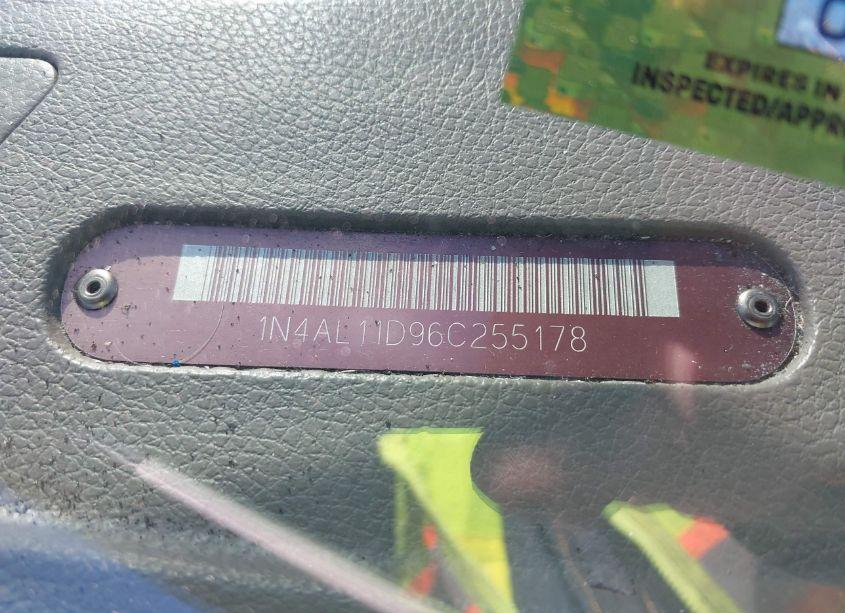 EXPIRES IN
INSPECTED/APPR
1N4AL11D96C255178